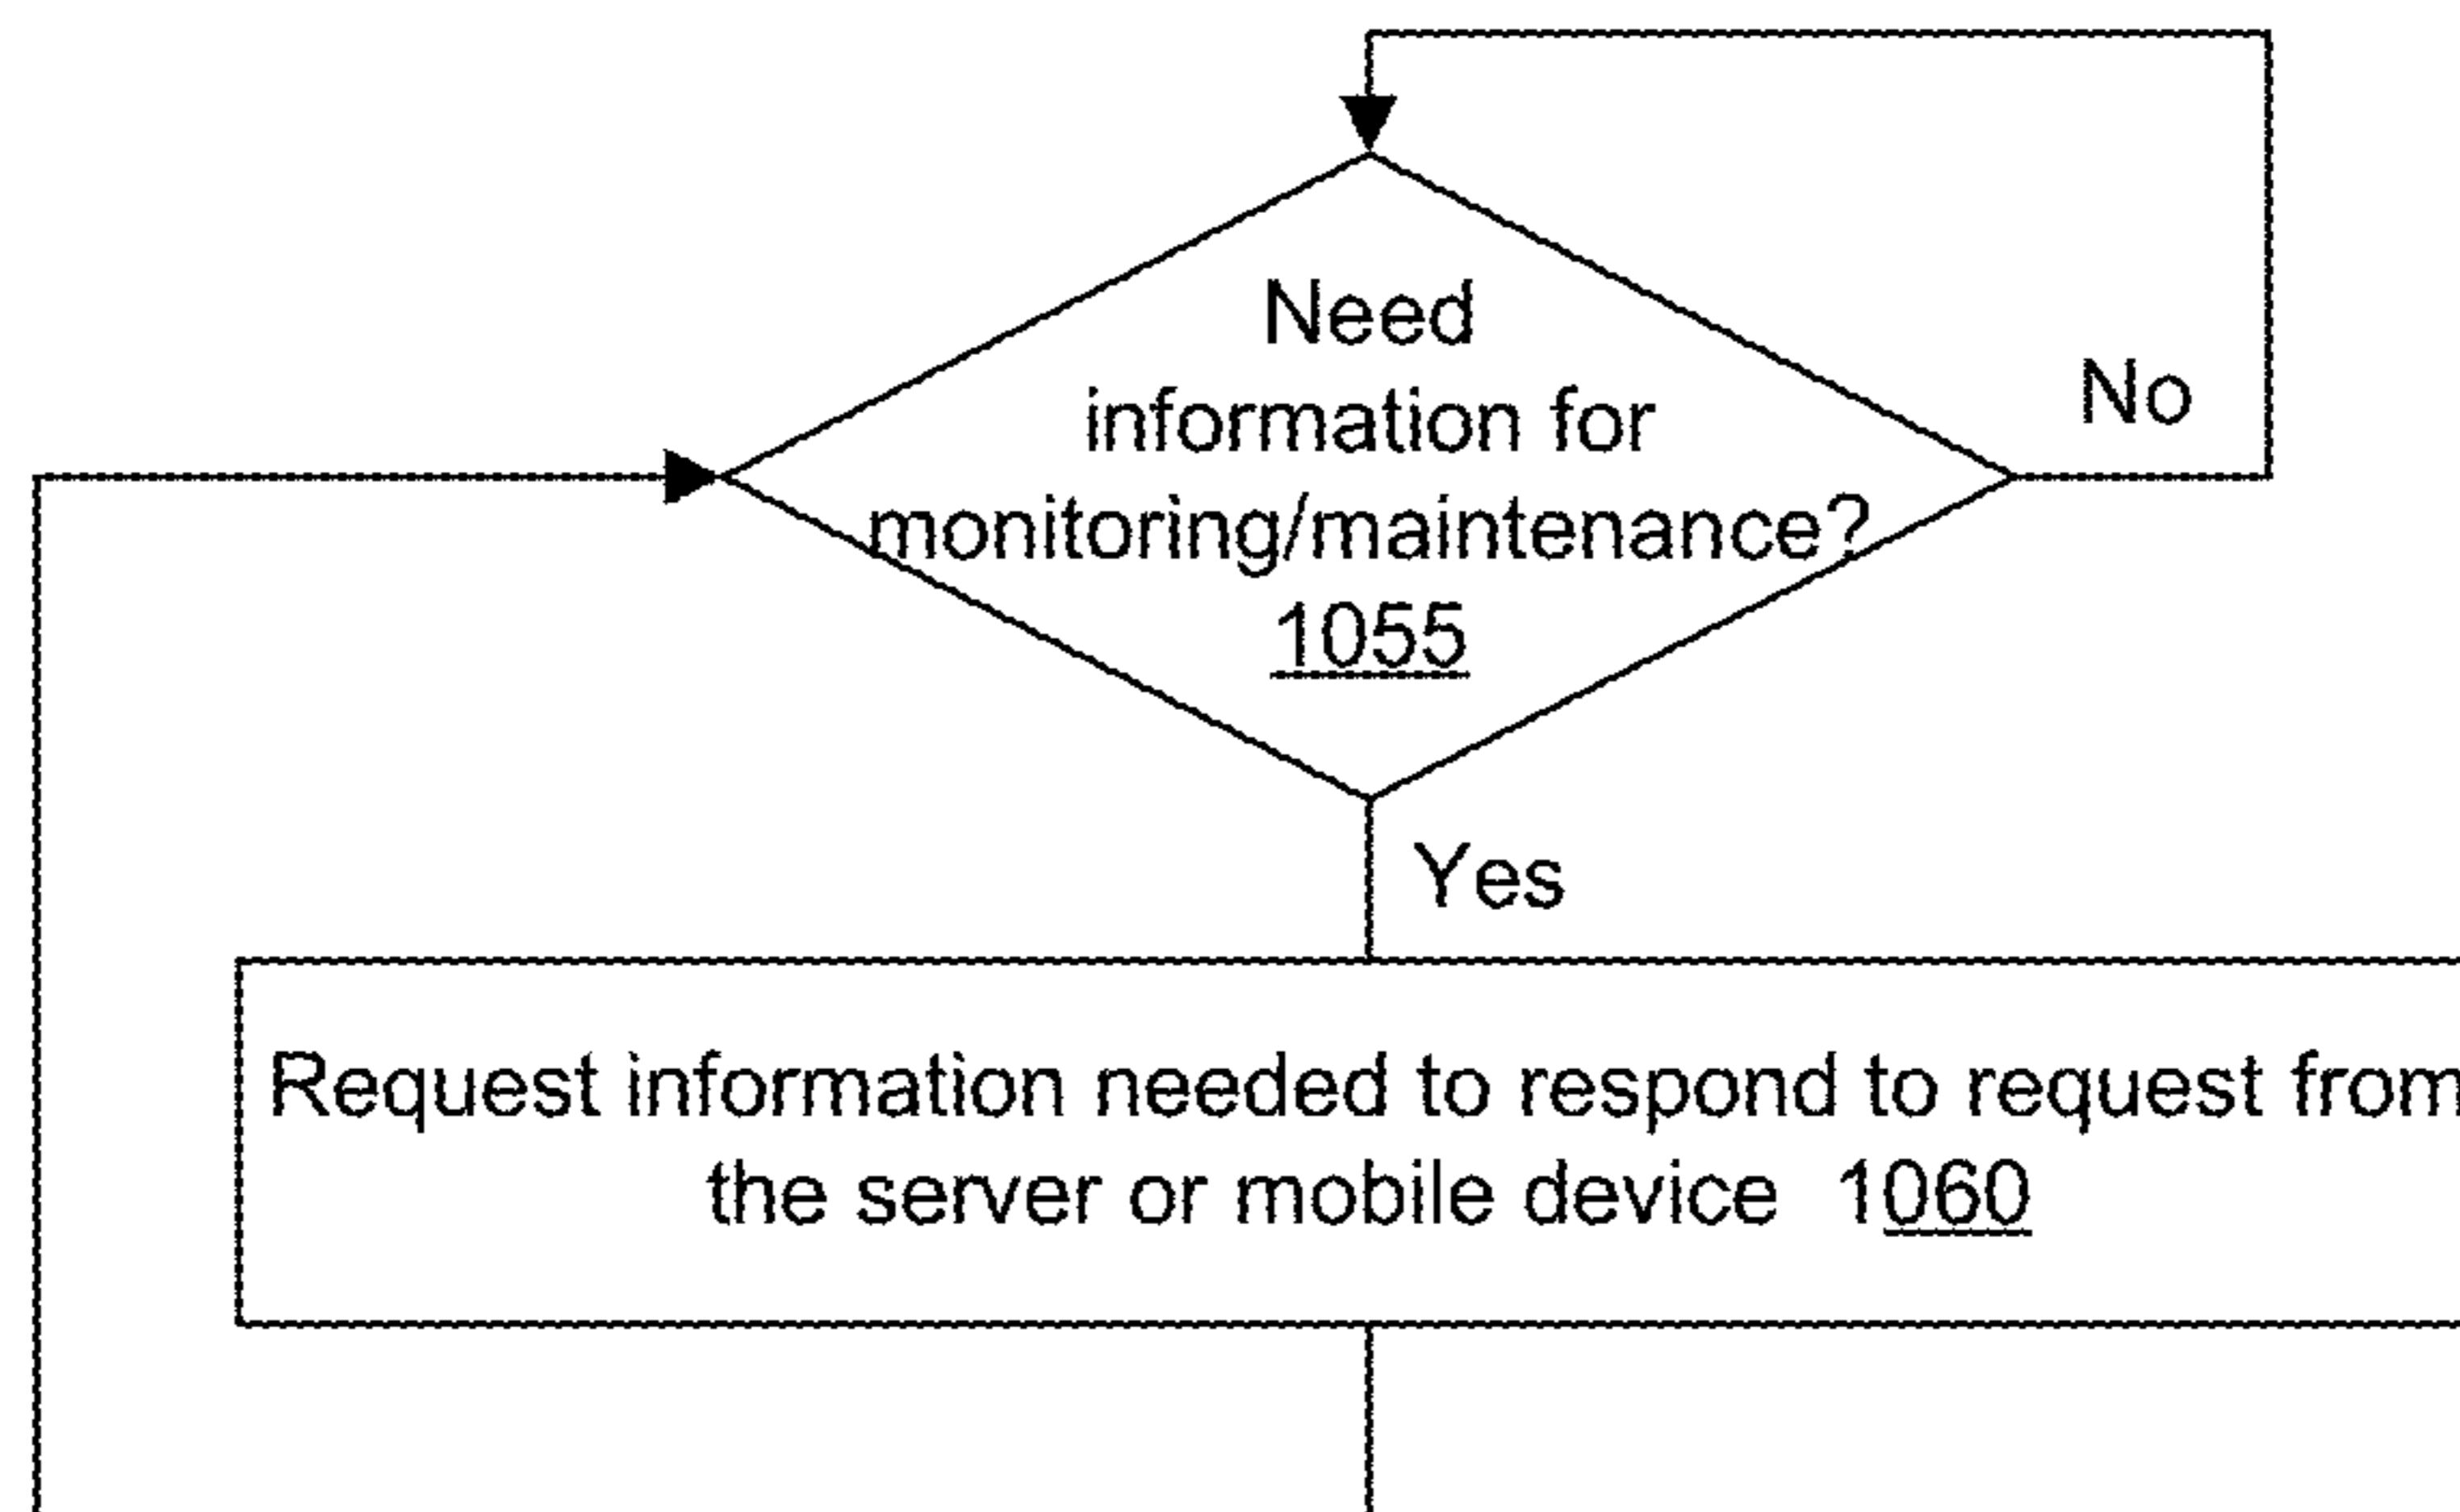 Need
information for
No
monitoring/maintenance?
1055
Yes
Request information needed to respond to request from
the server or mobile device 1060